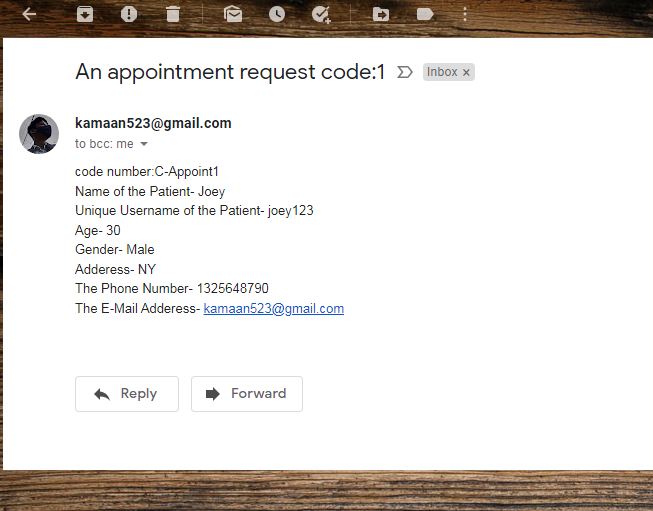 An appointment request code:1 Inbox x
kamaan523@gmail.com
to bcc: me
code number:C-Appoint1
Name of the Patient- Joey
Unique Username of the Patient- joey123
Age- 30
Gender- Male
Adderess- NY
The Phone Number- 1325648790
The E-Mail Adderess- kamaan523@gmail.com
Reply Forward